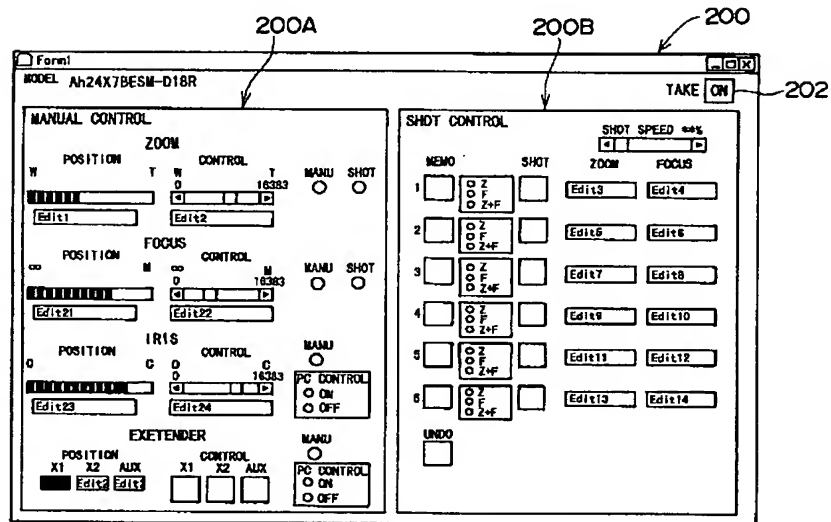 200A
200B
200
Form1
MODEL Ah24X7BESM-D18R
TAKE ON
202
MANUAL CONTROL
ZOOM
POSITION CONTROL
W T W T MANU SHOT
0 16383
Edit1 Edit2
FOCUS
POSITION CONTROL
∞ M ∞ M MANU SHOT
0 16383
Edit21 Edit22
IRIS
POSITION CONTROL MANU
O C O C
0 16383
Edit23 Edit24
PC CONTROL
ON
OFF
EXETENDER
POSITION CONTROL MANU
X1 X2 AUX X1 X2 AUX
PC CONTROL
ON
OFF
SHOT CONTROL
SHOT SPEED **%
MEMO SHOT ZOOM FOCUS
1 Z F Z+F Edit3 Edit4
2 Z F Z+F Edit5 Edit6
3 Z F Z+F Edit7 Edit8
4 Z F Z+F Edit9 Edit10
5 Z F Z+F Edit11 Edit12
6 Z F Z+F Edit13 Edit14
UNDO